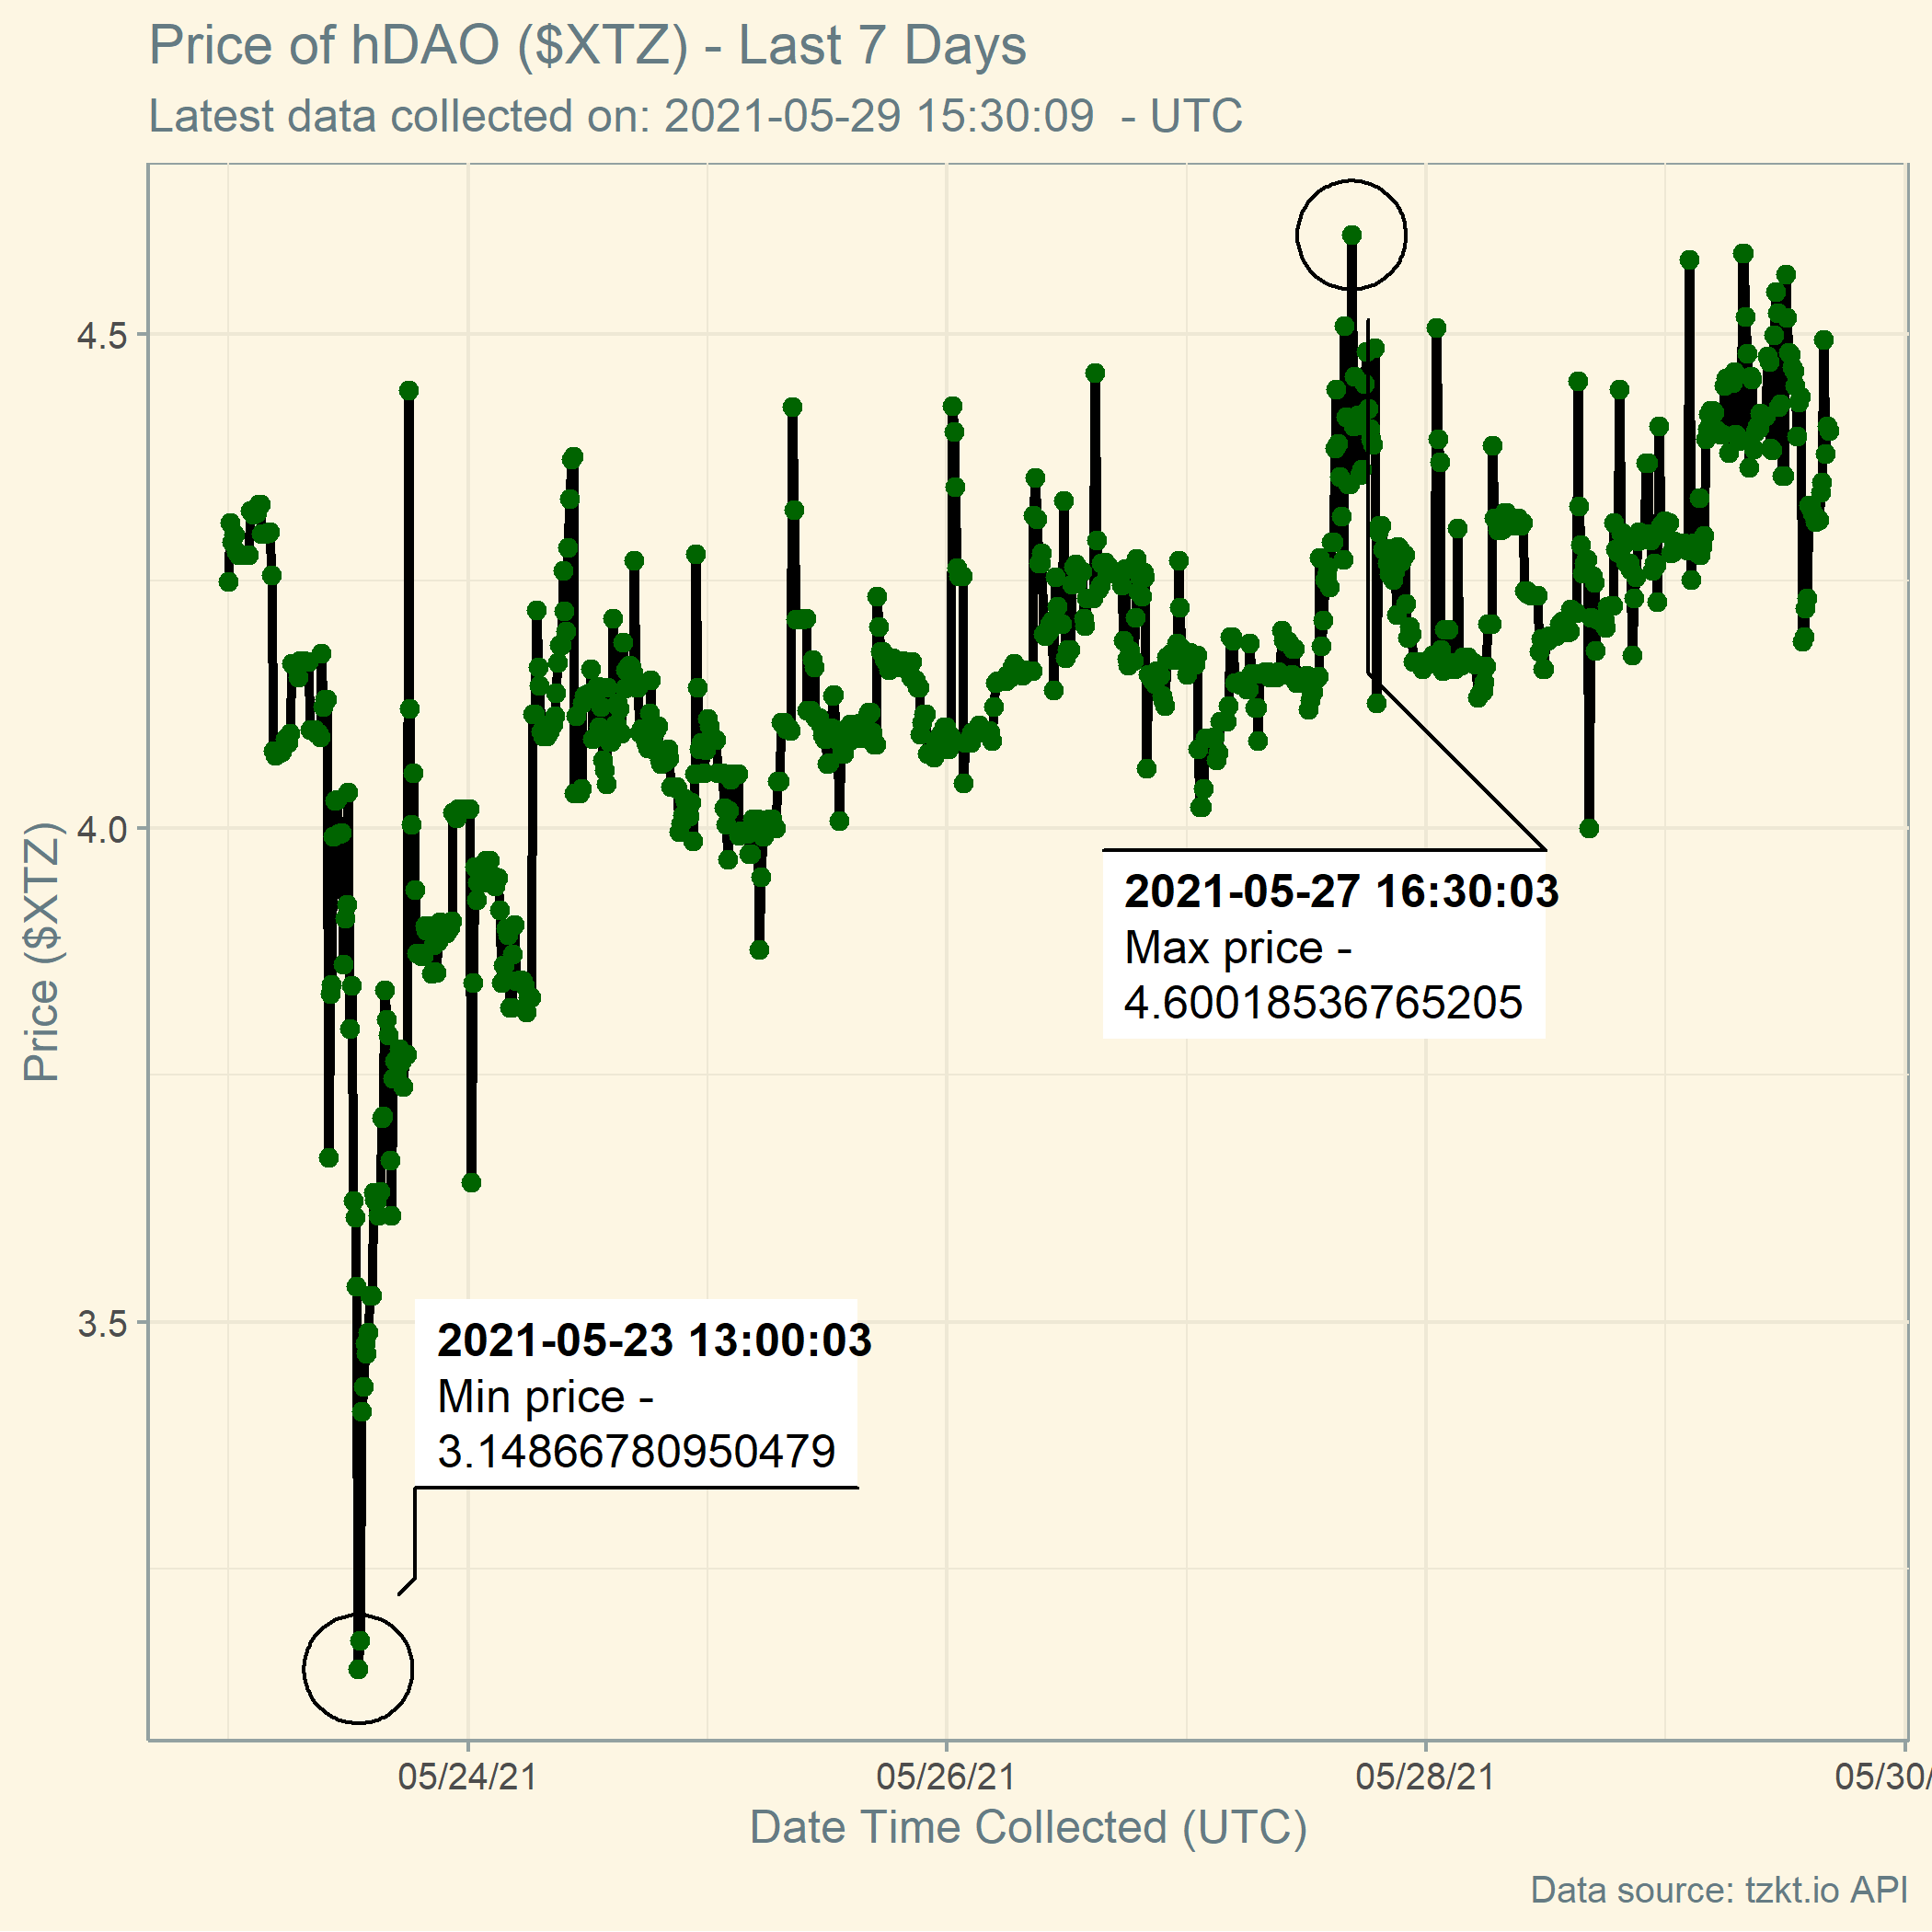 Price of hDAO ($XTZ) - Last 7 Days
Latest data collected on: 2021-05-29 15:30:09  - UTC
Price ($XTZ)
4.5
4.0
3.5
2021-05-27 16:30:03
Max price -
4.60018536765205
2021-05-23 13:00:03
Min price -
3.14866780950479
05/24/21 05/26/21 05/28/21 05/30/
Date Time Collected (UTC)
Data source: tzkt.io API